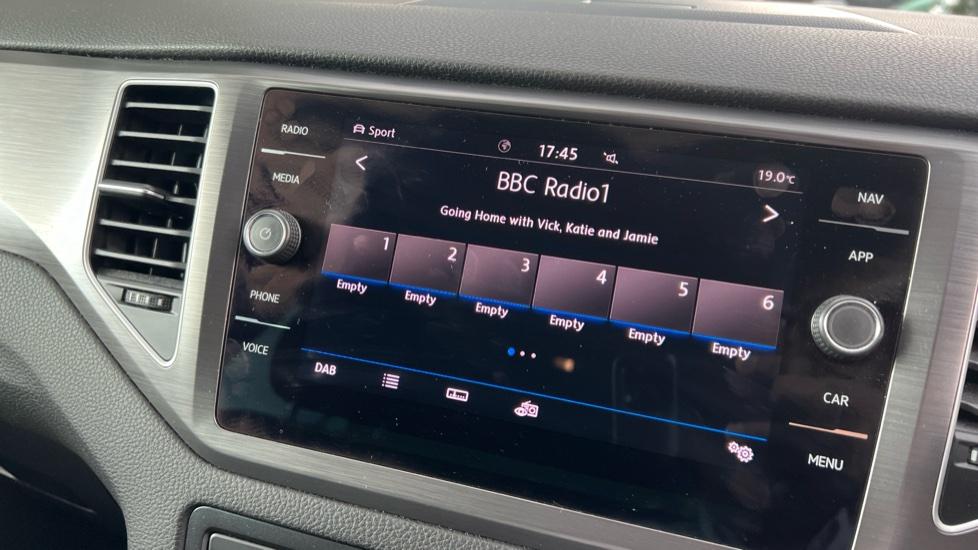 RADIO
MEDIA
PHONE
VOICE
Sport
17:45
19.0°C
BBC Radio1
Going Home with Vick, Katie and Jamie
1 2 3 4 5 6
Empty Empty Empty Empty Empty Empty
DAB
NAV
APP
CAR
MENU